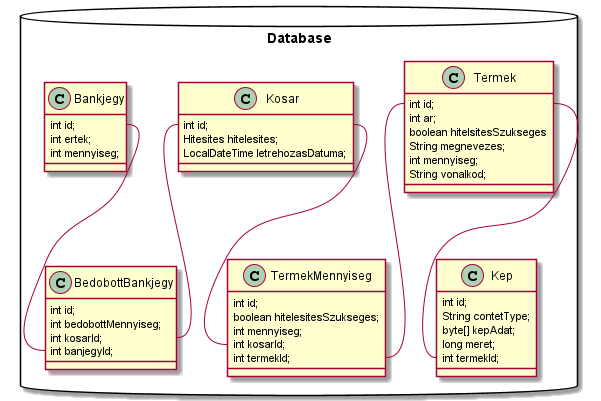 Database
C Bankjegy
int id;
int ertek;
int mennyiseg;
C Kosar
int id;
Hitesites hitelesites;
LocalDateTime letrehozasDatuma;
C Termek
int id;
int ar;
boolean hitelsitesSzukseges
String megnevezes;
int mennyiseg;
String vonalkod;
C BedobottBankjegy
int id;
int bedobottMennyiseg;
int kosarId;
int banjegyId;
C TermekMennyiseg
int id;
boolean hitelesitesSzukseges;
int mennyiseg;
int kosarId;
int termekId;
C Kep
int id;
String contetType;
byte[] kepAdat;
long meret;
int termekId;